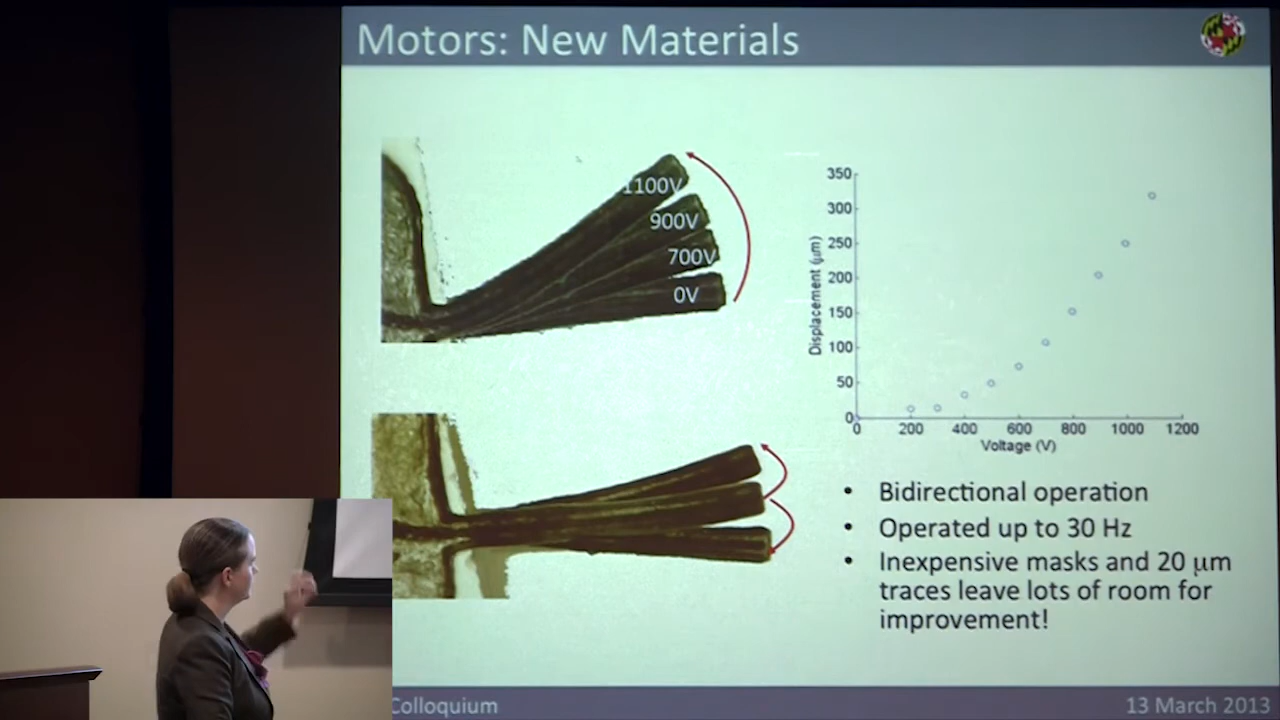 Motors: New Materials
1100V
900V
700V
0V
350
300
250
200
150
100
50
0
Displacement (μm)
0 200 400 600 800 1000 1200
Voltage (V)
• Bidirectional operation
• Operated up to 30 Hz
• Inexpensive masks and 20 μm
traces leave lots of room for
improvement!
Colloquium
13 March 2013